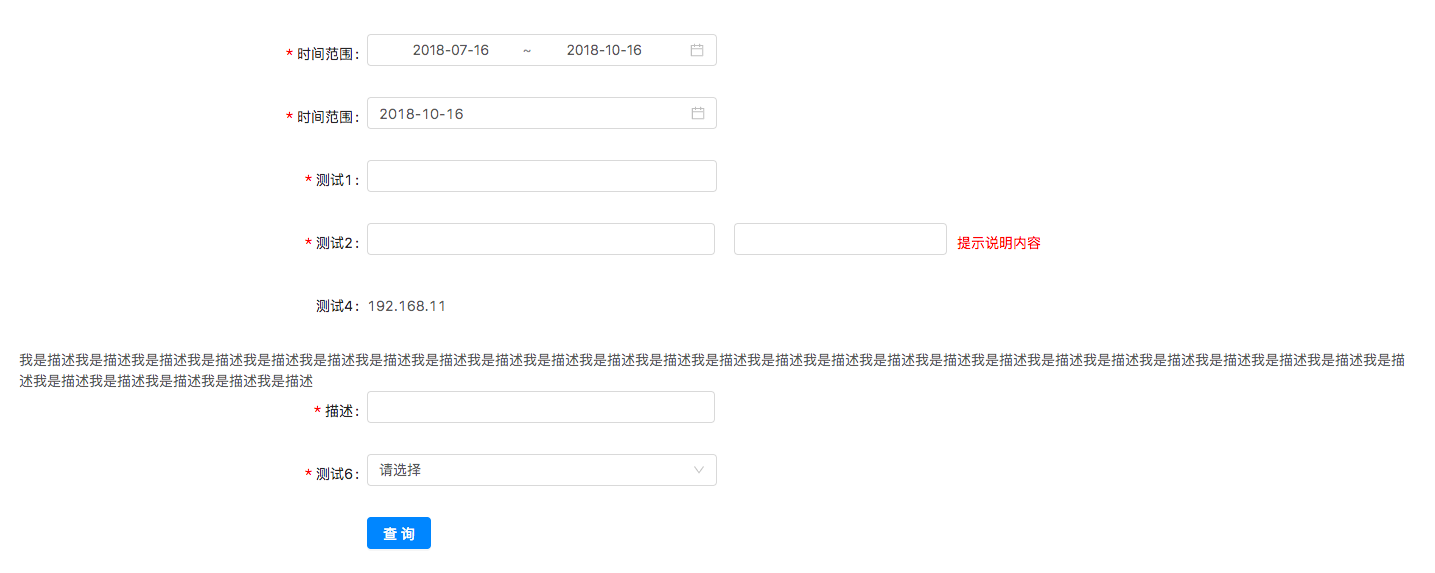 * 时间范围: 2018-07-16 ~ 2018-10-16
* 时间范围: 2018-10-16
* 测试1:
* 测试2: 提示说明内容
测试4: 192.168.11
我是描述我是描述我是描述我是描述我是描述我是描述我是描述我是描述我是描述我是描述我是描述我是描述我是描述我是描述我是描述我是描述我是描述我是描述我是描述我是描述我是描述我是描述我是描述我是描述我是描
述我是描述我是描述我是描述我是描述我是描述
* 描述:
* 测试6: 请选择
查 询